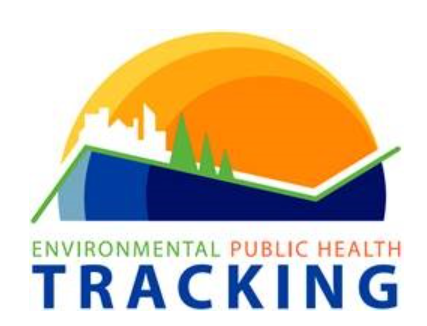 ENVIRONMENTAL PUBLIC HEALTH
TRACKING